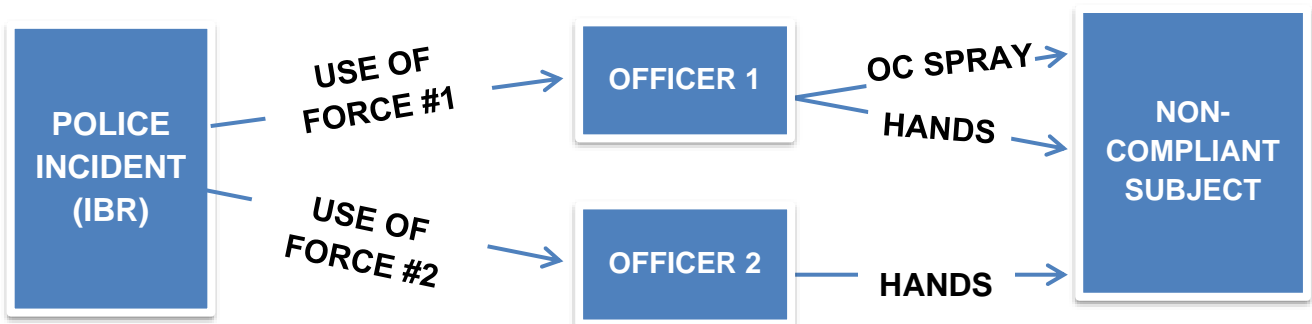 POLICE
INCIDENT
(IBR)
USE OF
FORCE #1
USE OF
FORCE #2
OFFICER 1
OFFICER 2
OC SPRAY
HANDS
HANDS
NON-
COMPLIANT
SUBJECT